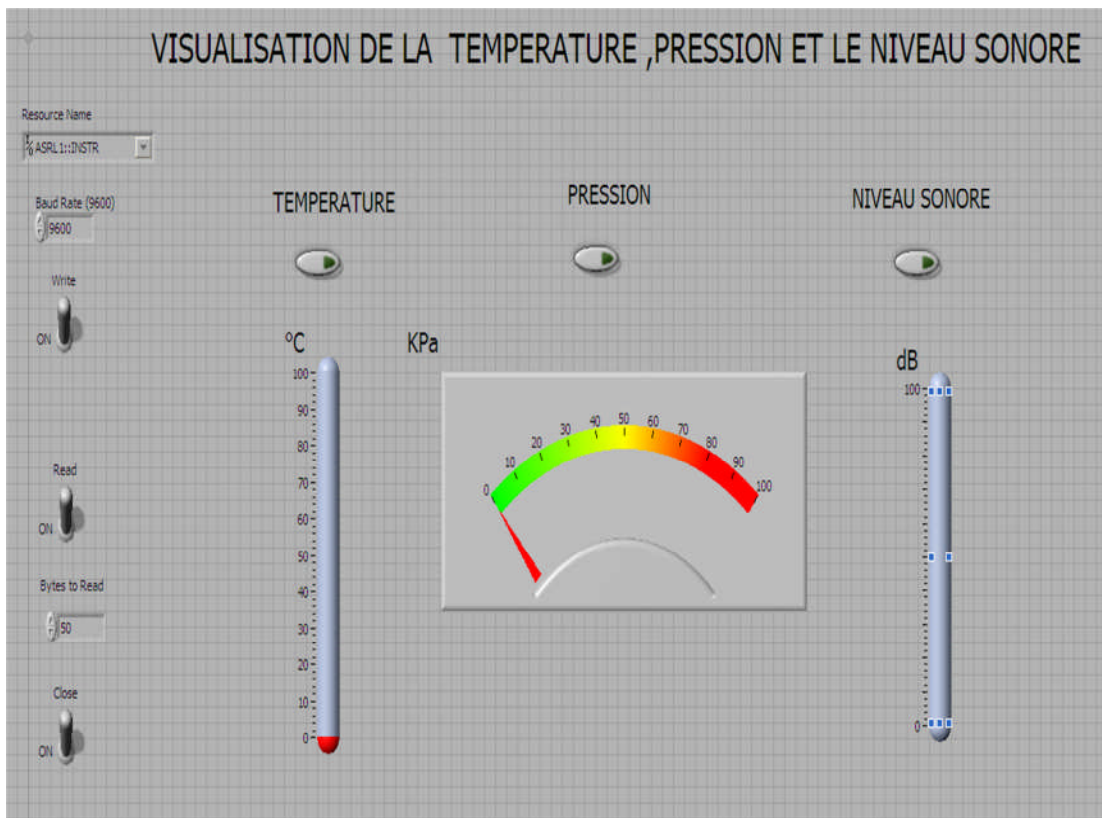 VISUALISATION DE LA TEMPERATURE ,PRESSION ET LE NIVEAU SONORE
Resource Name
ASRL1::INSTR
Baud Rate (9600)
9600
Write
ON
Read
ON
Bytes to Read
50
Close
ON
TEMPERATURE
°C
100
90
80
70
60
50
40
30
20
10
0
PRESSION
KPa
0
10
20
30
40
50
60
70
80
90
100
NIVEAU SONORE
dB
100
0